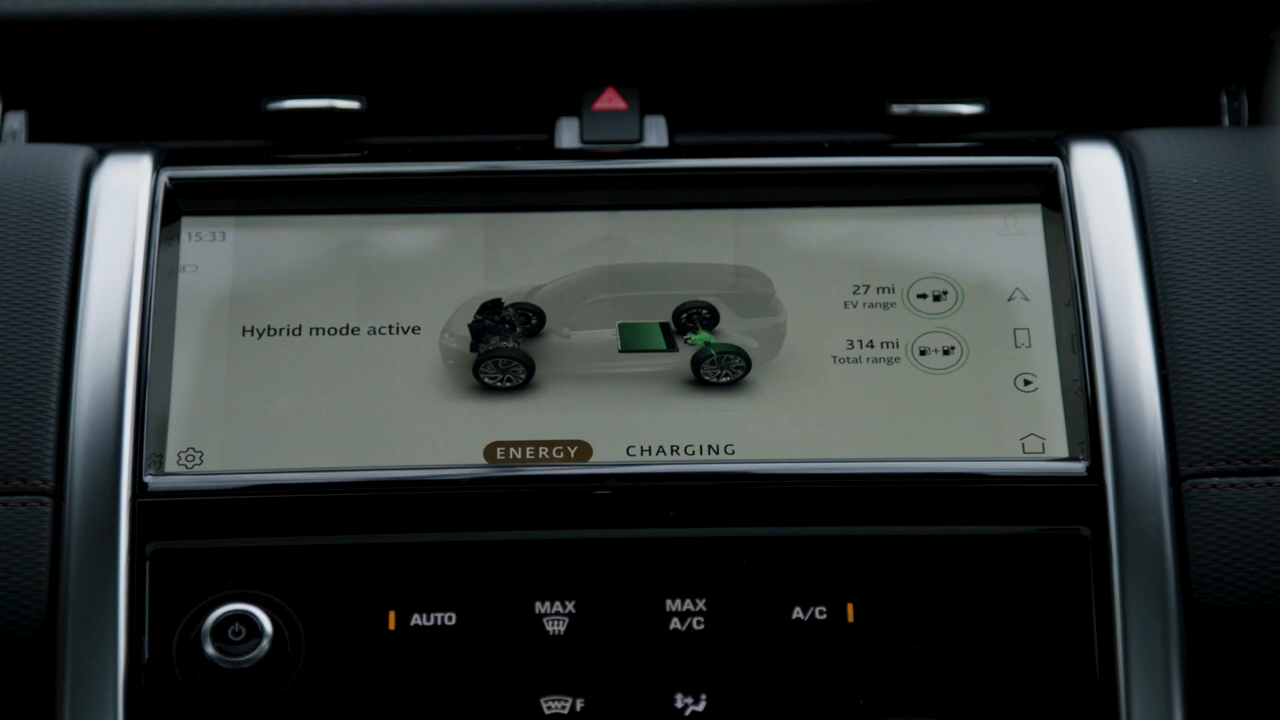 15:33
Hybrid mode active
27 mi
EV range
314 mi
Total range
ENERGY
CHARGING
AUTO
MAX
MAX
A/C
A/C
F